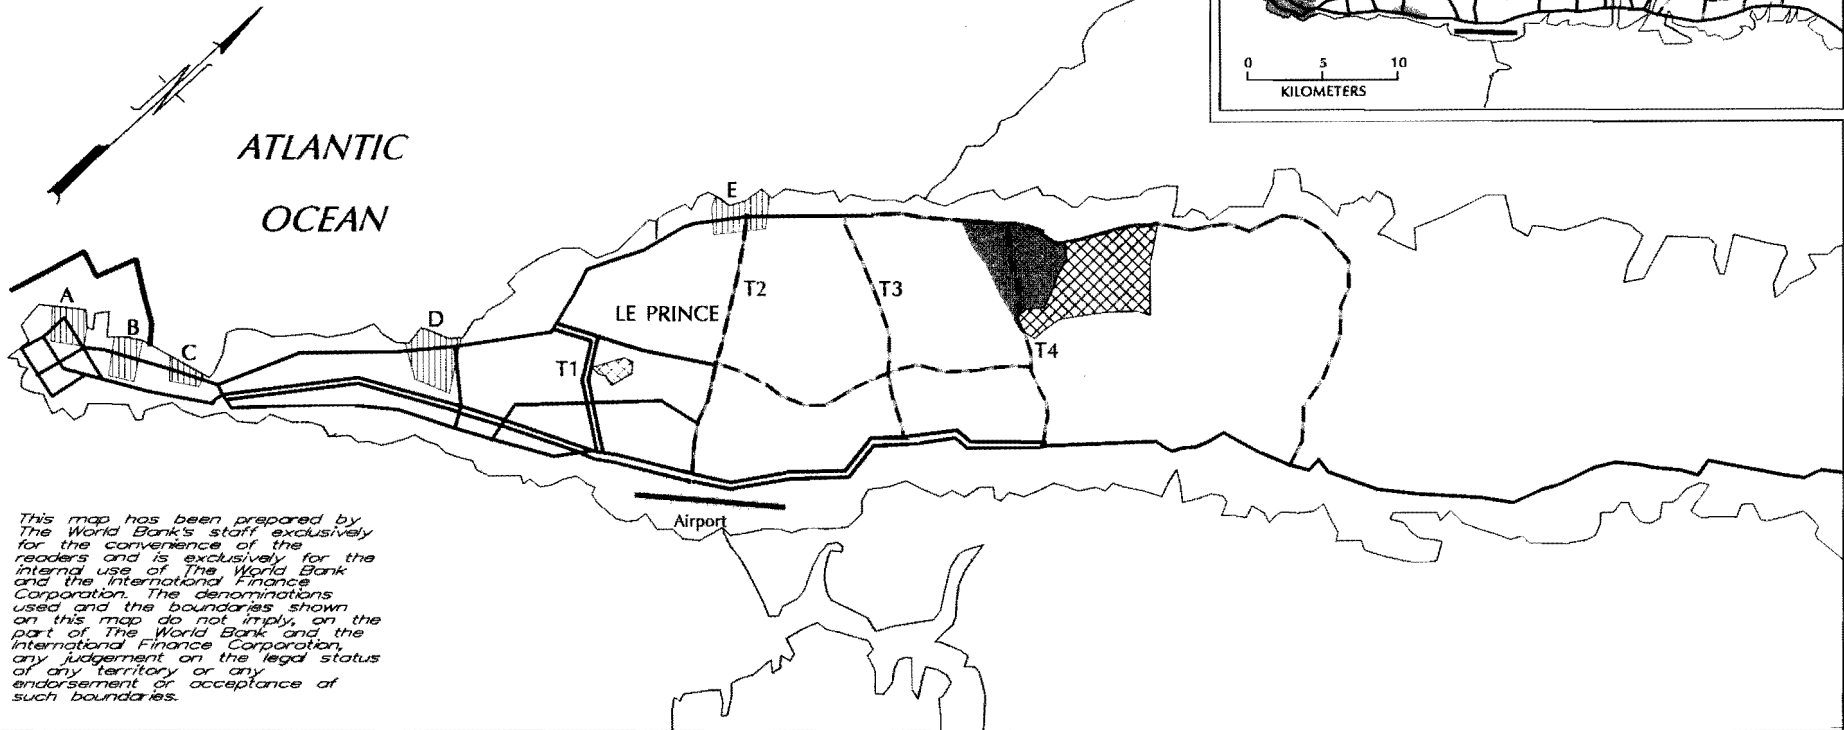 0 5 10
KILOMETERS
ATLANTIC
OCEAN
E
A
B
C
D
T2
T3
LE PRINCE
T1
T4
Airport
This map has been prepared by
The World Bank's staff exclusively
for the convenience of the
readers and is exclusively for the
internal use of The World Bank
and the International Finance
Corporation. The denominations
used and the boundaries shown
on this map do not imply, on the
part of The World Bank and the
International Finance Corporation,
any judgement on the legal status
of any territory or any
endorsement or acceptance of
such boundaries.